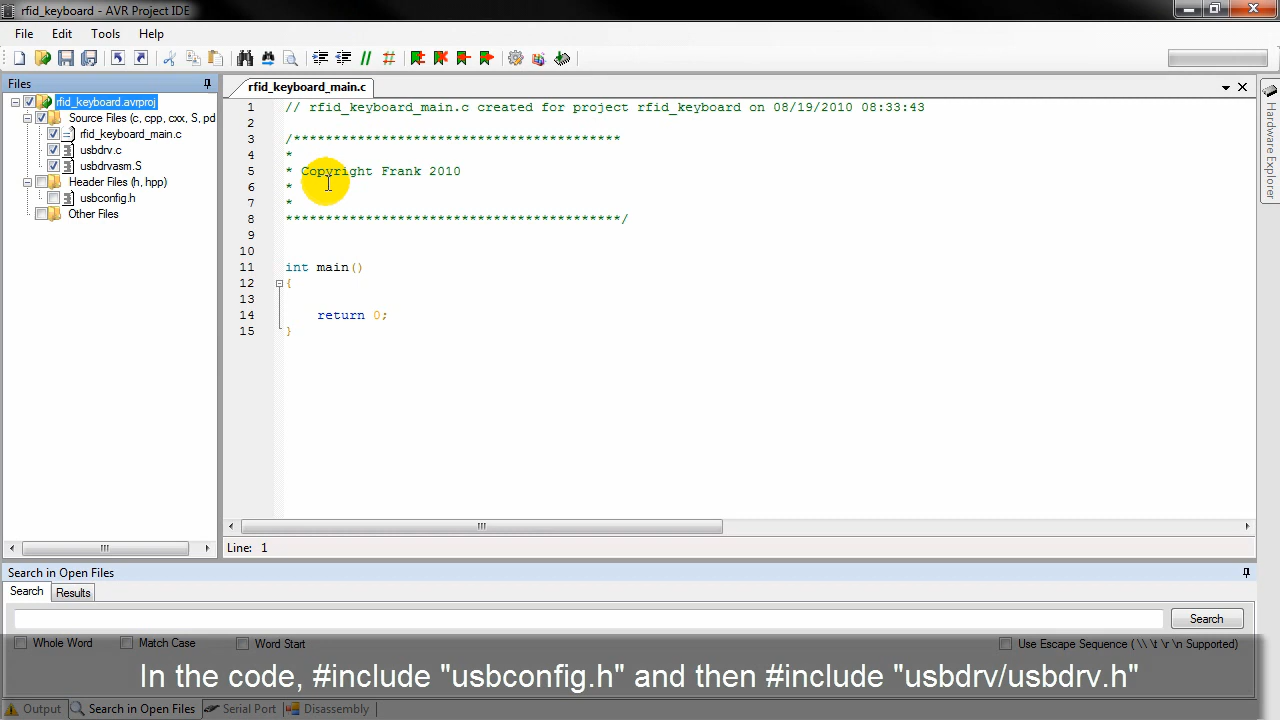 rfid_keyboard - AVR Project IDE
File Edit Tools Help
Files
rfid_keyboard.avrproj
Source Files (c, cpp, cxx, S, pd
rfid_keyboard_main.c
usbdrv.c
usbdrvasm.S
Header Files (h, hpp)
usbconfig.h
Other Files
rfid_keyboard_main.c
1 // rfid_keyboard_main.c created for project rfid_keyboard on 08/19/2010 08:33:43
2
3 /*****************************************
4 *
5 * Copyright Frank 2010
6 *
7 *
8 ******************************************/
9
10
11 int main()
12 {
13
14 return 0;
15 }
Line: 1
Hardware Explorer
Search in Open Files
Search Results
Search
Whole Word Match Case Word Start Use Escape Sequence ( \\ \t \r \n Supported)
In the code, #include "usbconfig.h" and then #include "usbdrv/usbdrv.h"
Output Search in Open Files Serial Port Disassembly